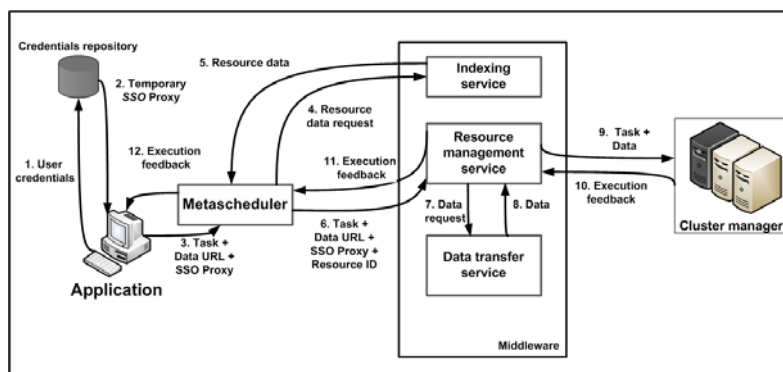 Credentials repository
2. Temporary
SSO Proxy
1. User
credentials
12. Execution
feedback
Application
3. Task +
Data URL +
SSO Proxy
Metascheduler
5. Resource data
4. Resource
data request
11. Execution
feedback
6. Task +
Data URL +
SSO Proxy +
Resource ID
Indexing
service
Resource
management
service
7. Data
request
8. Data
Data transfer
service
Middleware
9. Task +
Data
10. Execution
feedback
Cluster manager